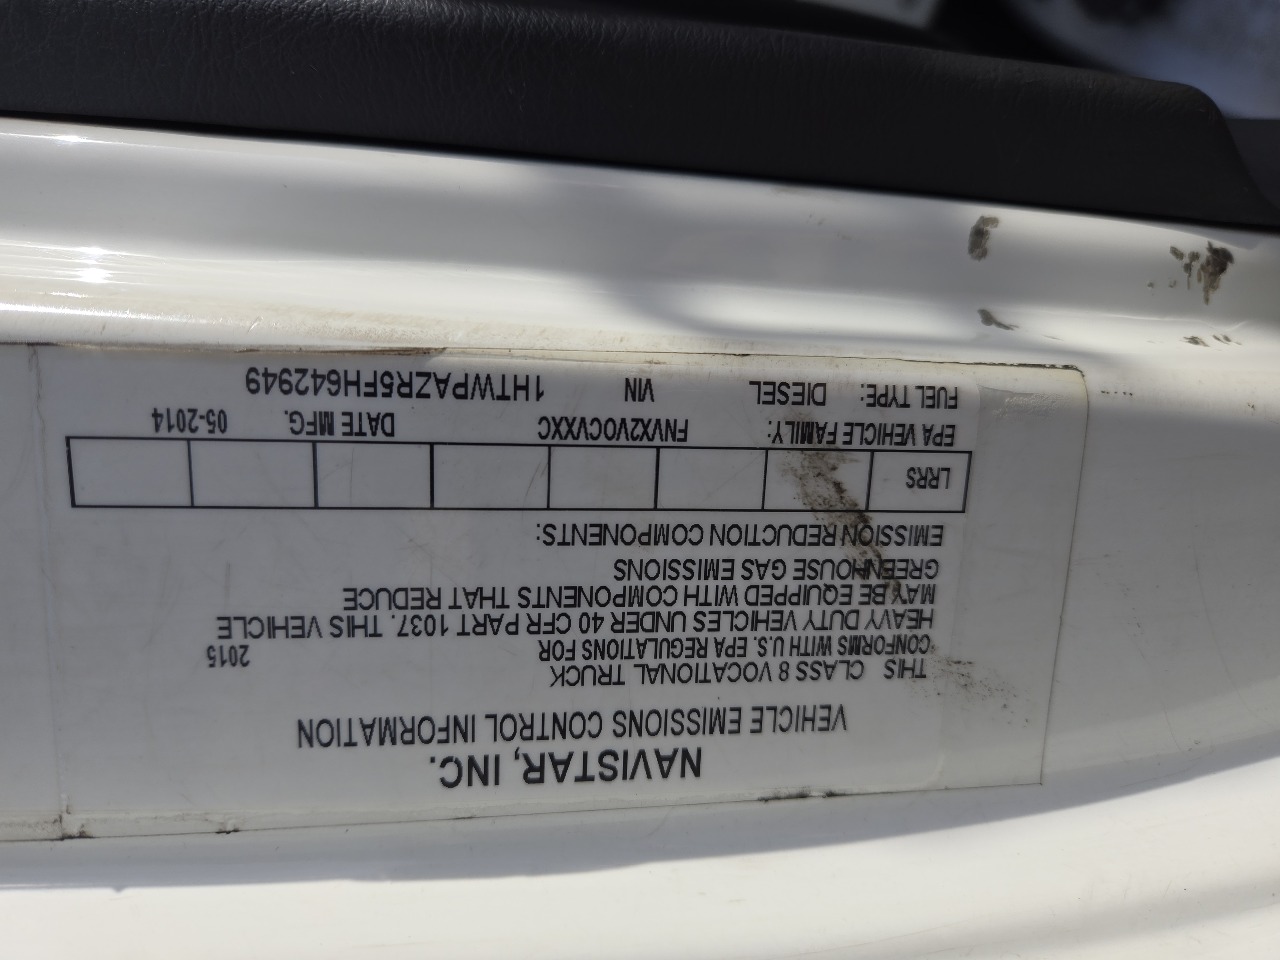 NAVISTAR, INC.
VEHICLE EMISSIONS CONTROL INFORMATION
THIS CLASS 8 VOCATIONAL TRUCK
CONFORMS WITH U.S. EPA REGULATIONS FOR 2015
HEAVY DUTY VEHICLES UNDER 40 CFR PART 1037. THIS VEHICLE
MAY BE EQUIPPED WITH COMPONENTS THAT REDUCE
GREENHOUSE GAS EMISSIONS
EMISSION REDUCTION COMPONENTS:
LRRS
EPA VEHICLE FAMILY: FNVX2VOCVXXC DATE MFG. 05-2014
FUEL TYPE: DIESEL VIN 1HTWPAZR5FH642949